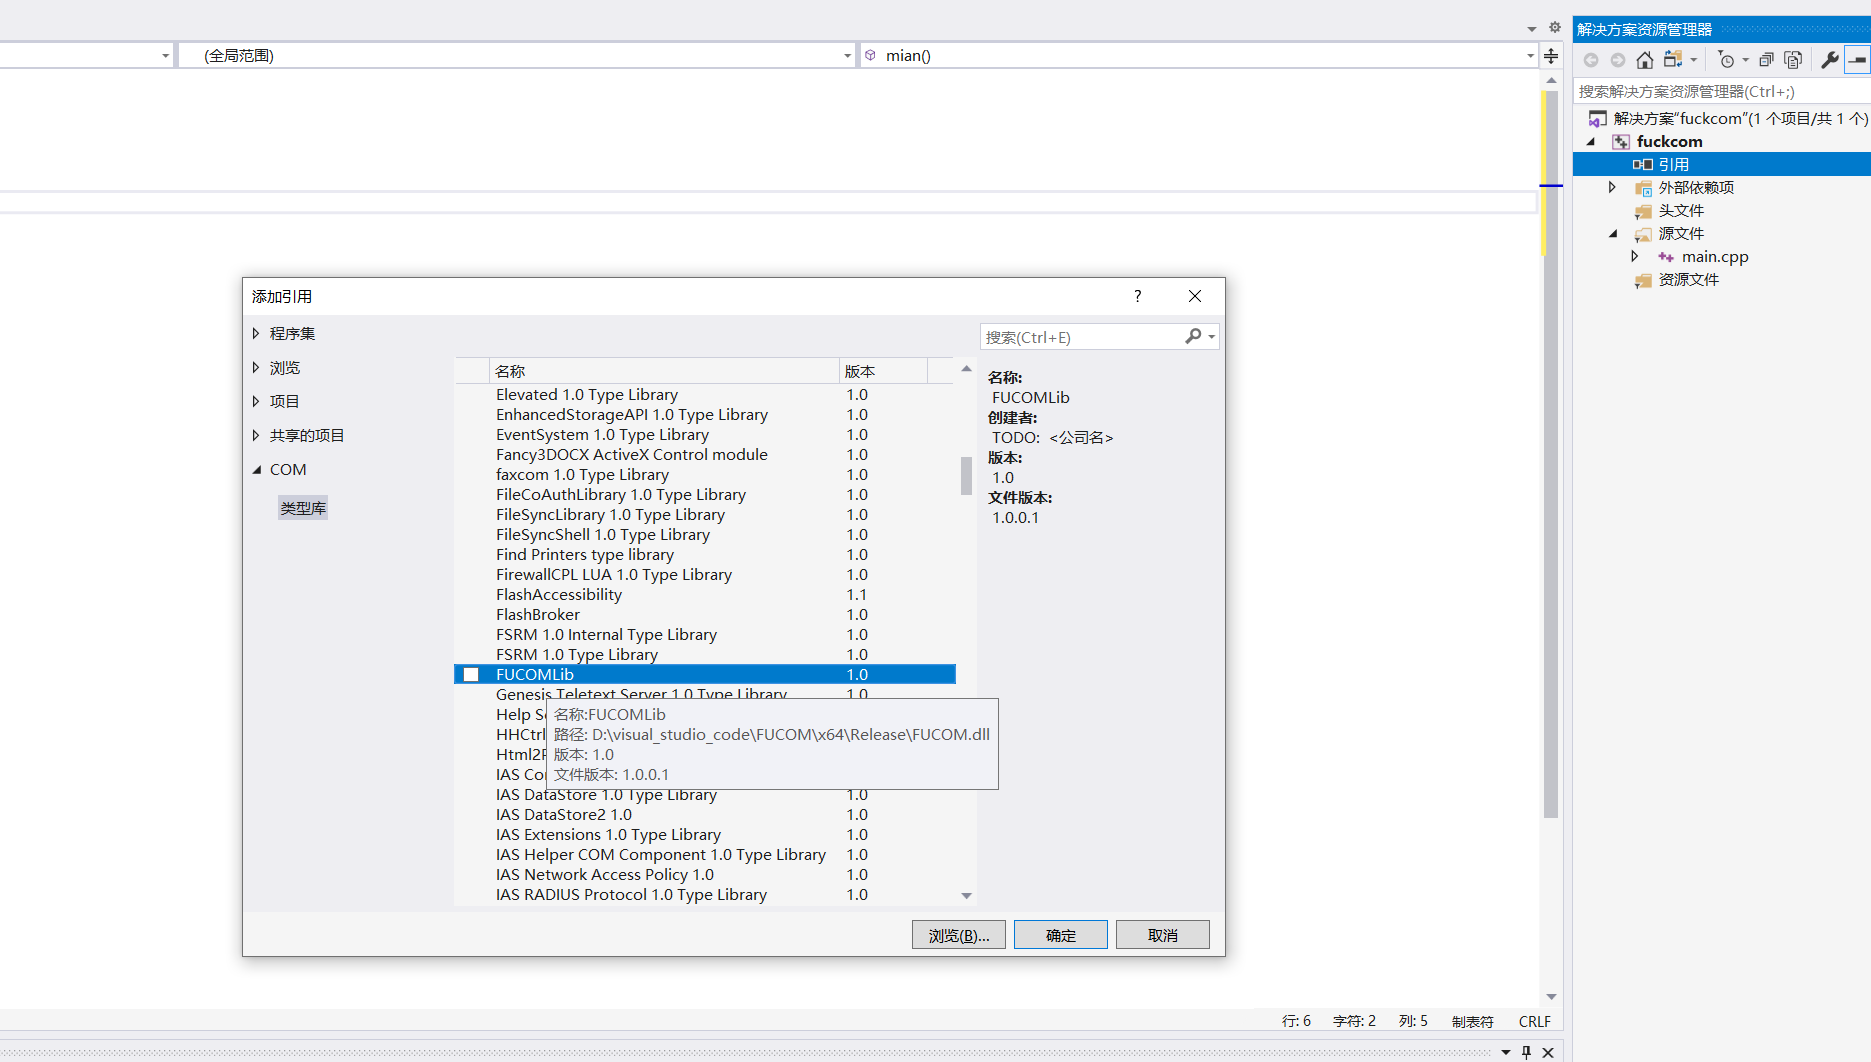 (全局范围)
mian()
解决方案资源管理器
搜索解决方案资源管理器(Ctrl+;)
解决方案"fuckcom"(1 个项目/共 1 个)
fuckcom
引用
外部依赖项
头文件
源文件
main.cpp
资源文件
添加引用
?
程序集
浏览
项目
共享的项目
COM
类型库
搜索(Ctrl+E)
名称 版本
Elevated 1.0 Type Library 1.0
EnhancedStorageAPI 1.0 Type Library 1.0
EventSystem 1.0 Type Library 1.0
Fancy3DOCX ActiveX Control module 1.0
faxcom 1.0 Type Library 1.0
FileCoAuthLibrary 1.0 Type Library 1.0
FileSyncLibrary 1.0 Type Library 1.0
FileSyncShell 1.0 Type Library 1.0
Find Printers type library 1.0
FirewallCPL LUA 1.0 Type Library 1.0
FlashAccessibility 1.1
FlashBroker 1.0
FSRM 1.0 Internal Type Library 1.0
FSRM 1.0 Type Library 1.0
FUCOMLib 1.0
Genesis Teletext Server 1.0 Type Library 1.0
Help
HHCtrl
IAS
IAS DataStore 1.0 Type Library 1.0
IAS DataStore2 1.0 1.0
IAS Extensions 1.0 Type Library 1.0
IAS Helper COM Component 1.0 Type Library 1.0
IAS Network Access Policy 1.0 1.0
IAS RADIUS Protocol 1.0 Type Library 1.0
名称:FUCOMLib
路径: D:\visual_studio_code\FUCOM\x64\Release\FUCOM.dll
版本: 1.0
文件版本: 1.0.0.1
名称:
FUCOMLib
创建者:
TODO: <公司名>
版本:
1.0
文件版本:
1.0.0.1
浏览(B)...
确定
取消
行: 6 字符: 2 列: 5 制表符 CRLF